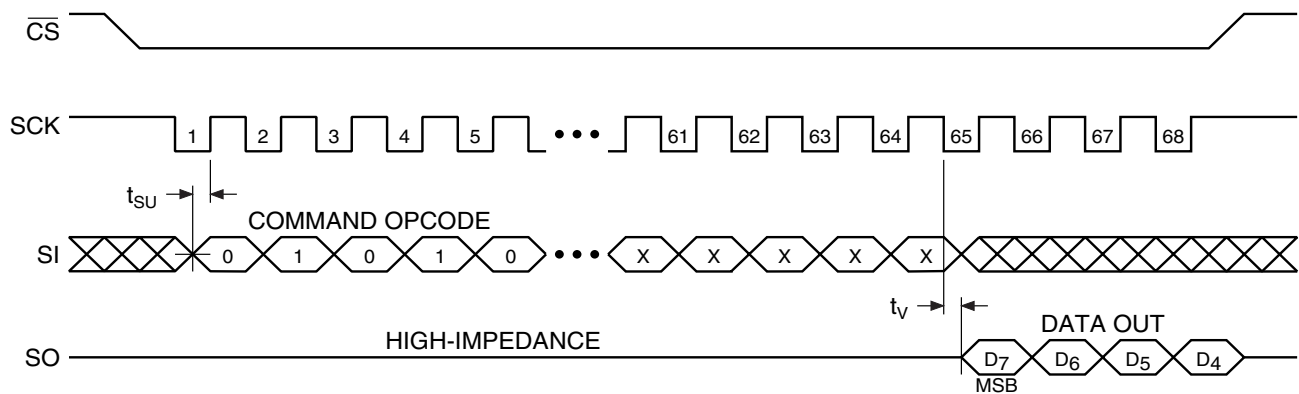 CS
SCK 1 2 3 4 5 ••• 61 62 63 64 65 66 67 68
tSU
COMMAND OPCODE
SI 0 1 0 1 0 ••• X X X X X
tV
DATA OUT
HIGH-IMPEDANCE
SO D7 D6 D5 D4
MSB